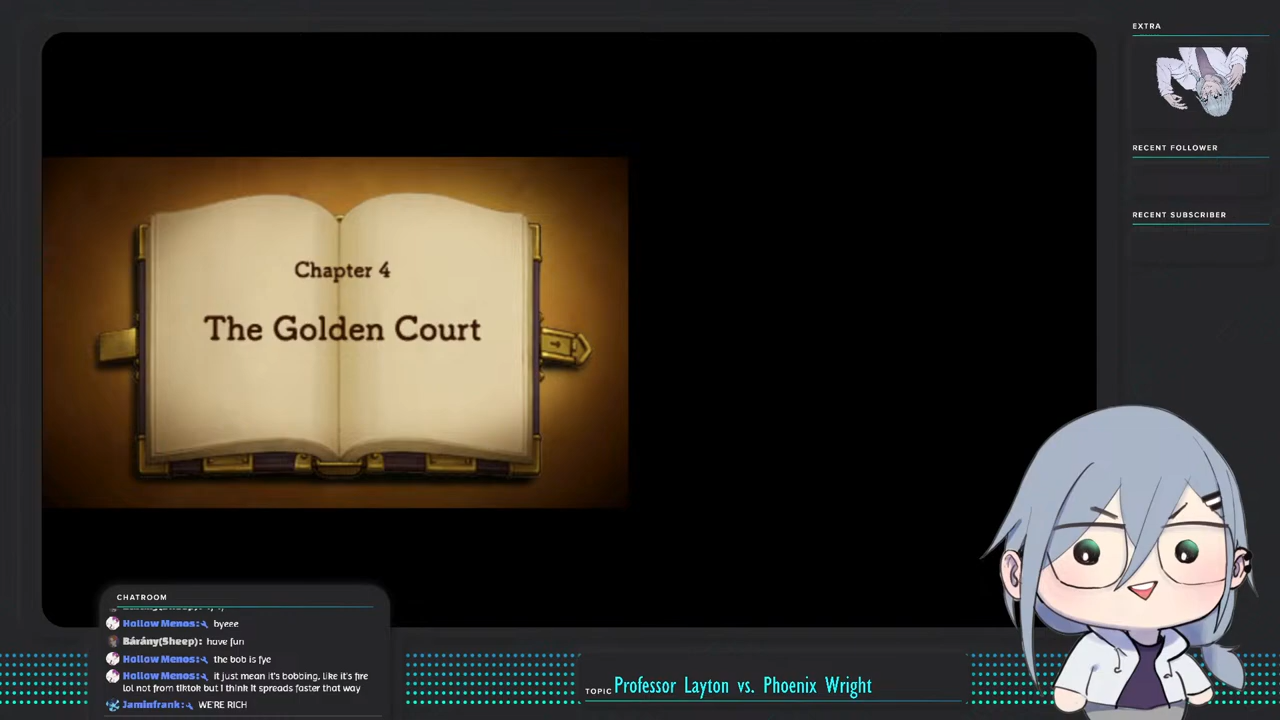 EXTRA
RECENT FOLLOWER
RECENT SUBSCRIBER
Chapter 4
The Golden Court
CHATROOM
Hollow Menos: byeee
Bárány(Sheep): have fun
Hollow Menos: the bob is fye
Hollow Menos: it just mean it's bobbing, like it's fire
lol not from tiktok but I think it spreads faster that way
Jaminfrank: WE'RE RICH
TOPIC Professor Layton vs. Phoenix Wright